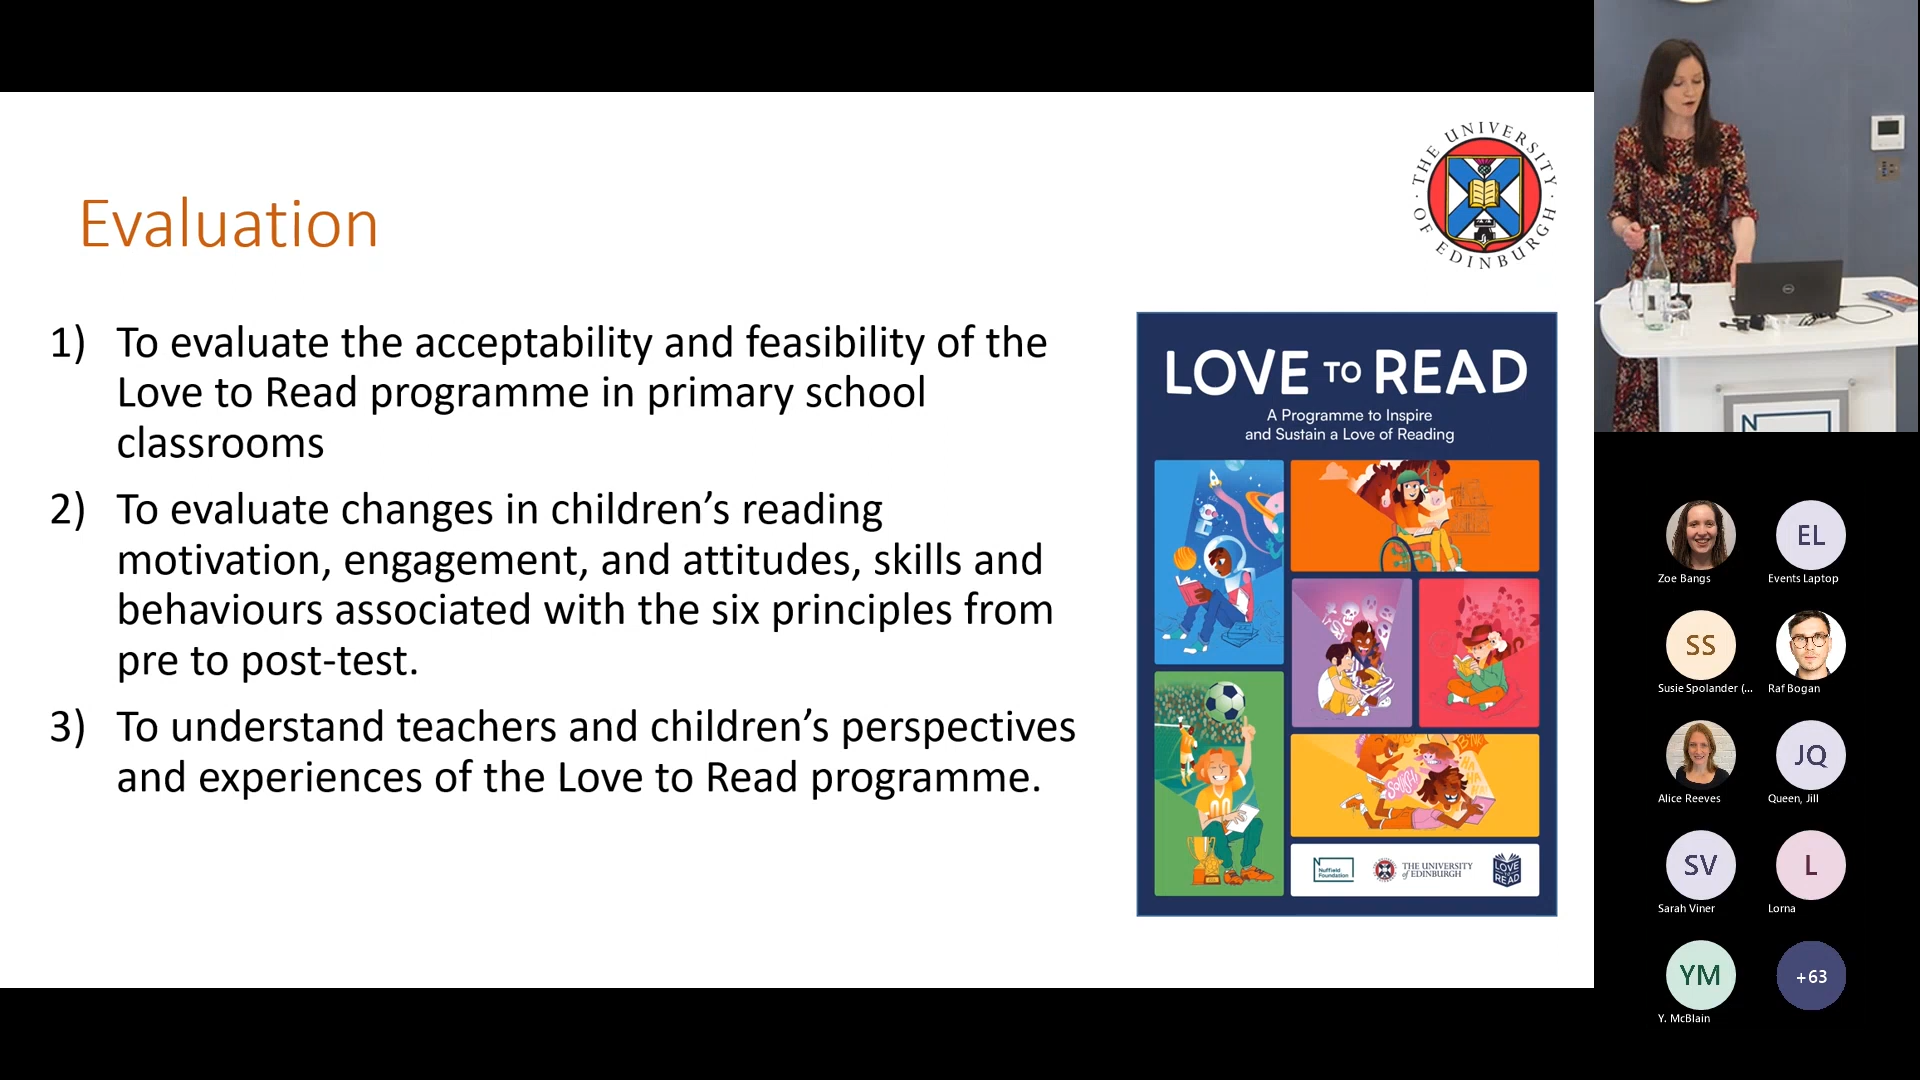 Evaluation
1) To evaluate the acceptability and feasibility of the
Love to Read programme in primary school
classrooms
2) To evaluate changes in children’s reading
motivation, engagement, and attitudes, skills and
behaviours associated with the six principles from
pre to post-test.
3) To understand teachers and children’s perspectives
and experiences of the Love to Read programme.
THE UNIVERSITY OF EDINBURGH
LOVE TO READ
A Programme to Inspire
and Sustain a Love of Reading
Nuffield
Foundation
THE UNIVERSITY
of EDINBURGH
LOVE
TO
READ
Zoe Bangs
EL
Events Laptop
SS
Susie Spolander (...
Raf Bogan
Alice Reeves
JQ
Queen, Jill
SV
Sarah Viner
L
Lorna
YM
Y. McBlain
+63